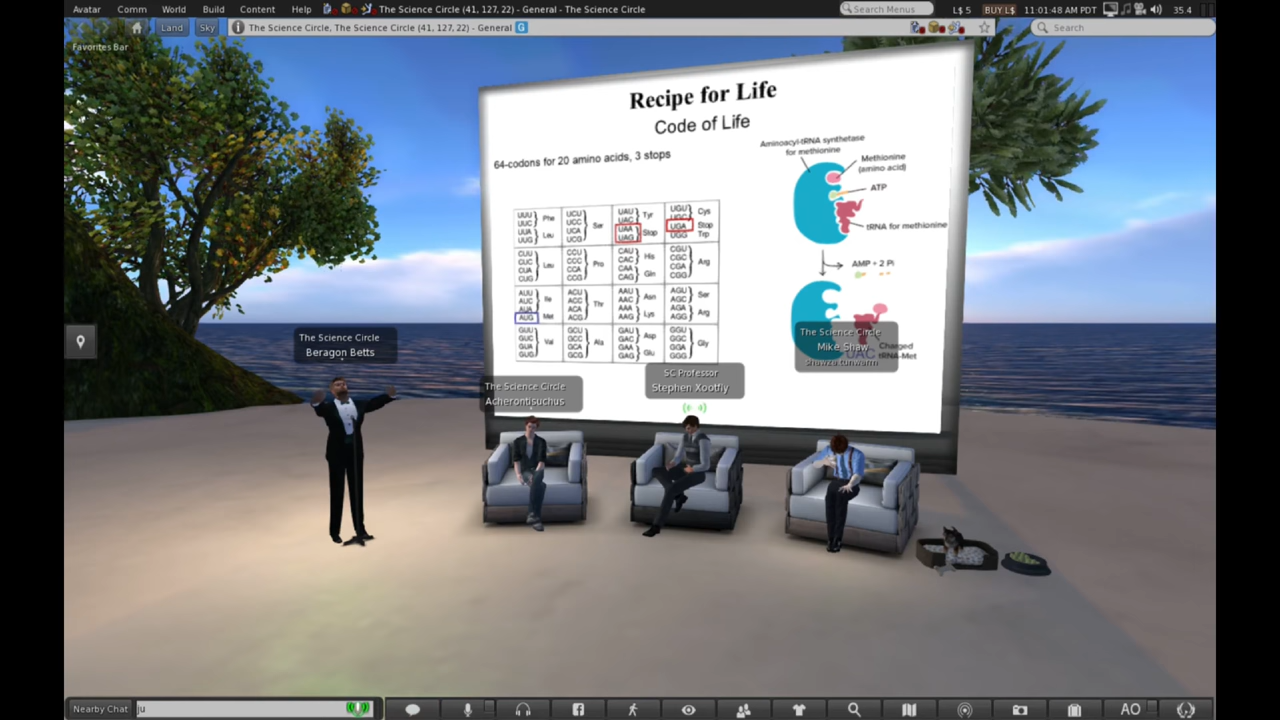 Avatar Comm World Build Content Help The Science Circle (41, 127, 22) - General - The Science Circle Search Menus L$ 5 BUY L$ 11:01:48 AM PDT 35.4
Land Sky The Science Circle, The Science Circle (41, 127, 22) - General G Search
Favorites Bar
Recipe for Life
Code of Life
64-codons for 20 amino acids, 3 stops
Aminoacyl-tRNA synthetase
for methionine
Methionine
(amino acid)
ATP
tRNA for methionine
AMP + 2 Pi
Charged
tRNA-Met
UAC
UUU UCU UAU UGU
UUC Phe UCC Ser UAC Tyr UGC Cys
UUA UCA UAA UGA Stop
UUG Leu UCG UAG Stop UGG Trp
CUU CCU CAU CGU
CUC Leu CCC Pro CAC His CGC Arg
CUA CCA CAA CGA
CUG CCG CAG Gln CGG
AUU ACU AAU AGU
AUC Ile ACC Thr AAC Asn AGC Ser
AUA ACA AAA AGA
AUG Met ACG AAG Lys AGG Arg
GUU GCU GAU GGU
GUC Val GCC Ala GAC Asp GGC Gly
GUA GCA GAA GGA
GUG GCG GAG Glu GGG
The Science Circle
Beragon Betts
The Science Circle
Acherontisuchus
SC Professor
Stephen Xootfly
The Science Circle
Mike Shaw
shawza.tunwarm
Nearby Chat ju AO